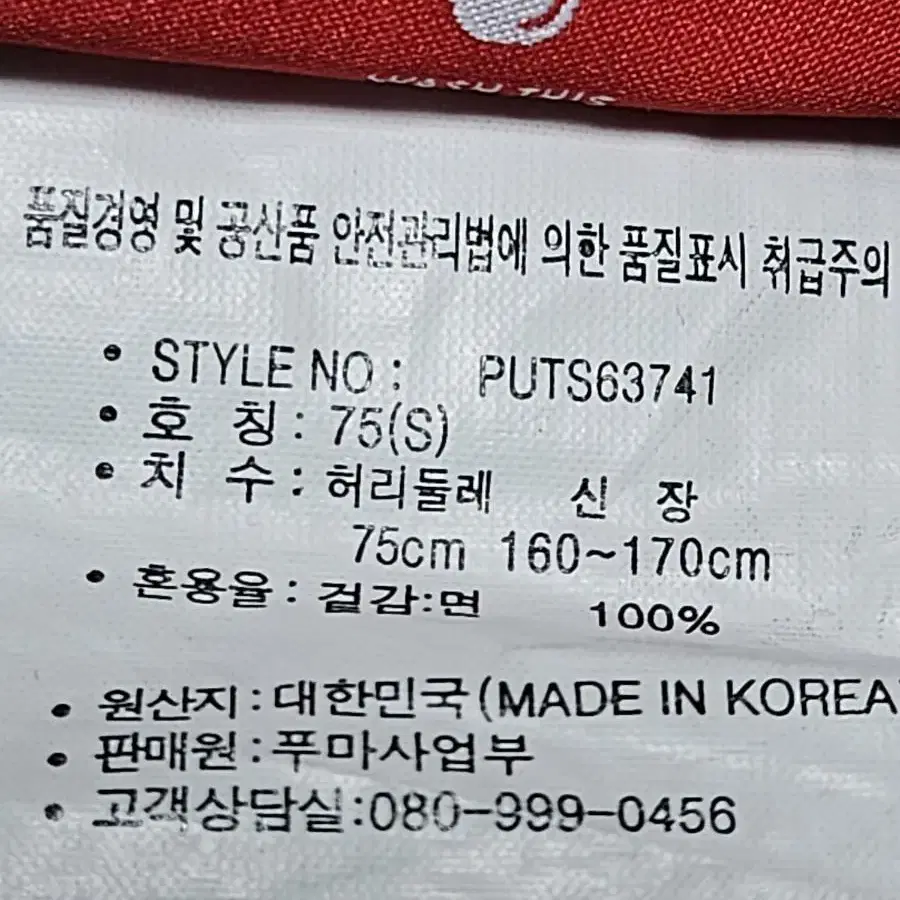 품질경영 및 공산품 안전관리법에 의한 품질표시 취급주의
• STYLE NO : PUTS63741
• 호 칭 : 75(S)
• 치 수 : 허리둘레 신 장
75cm 160~170cm
• 혼용율 : 겉감:면 100%
• 원산지 : 대한민국(MADE IN KOREA
• 판매원 : 푸마사업부
• 고객상담실:080-999-0456